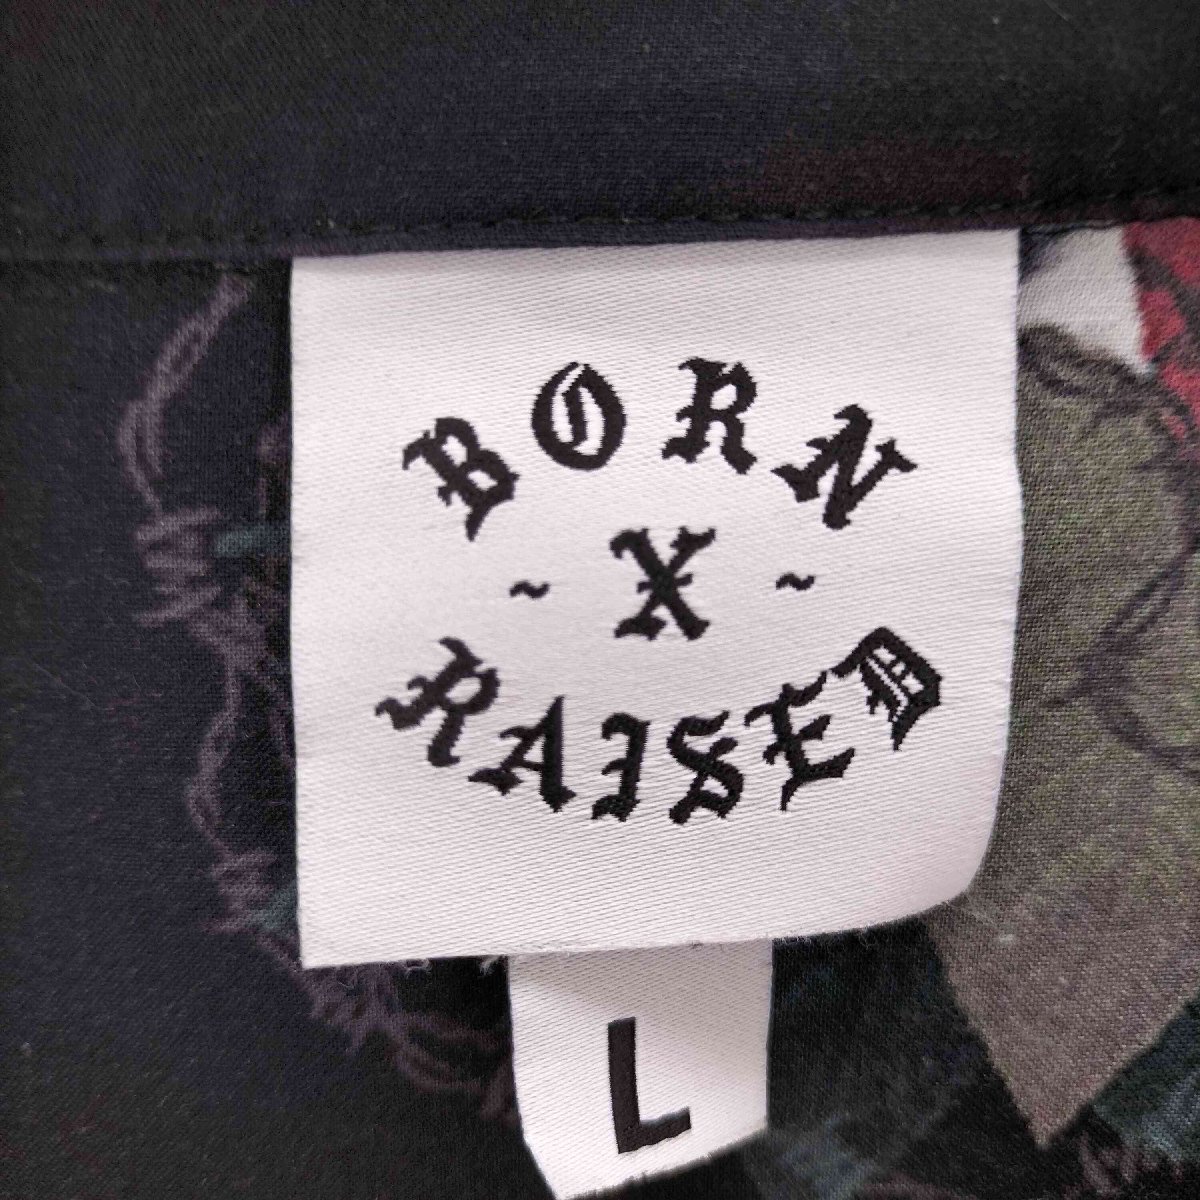 BORN
~ X ~
RAISED
L